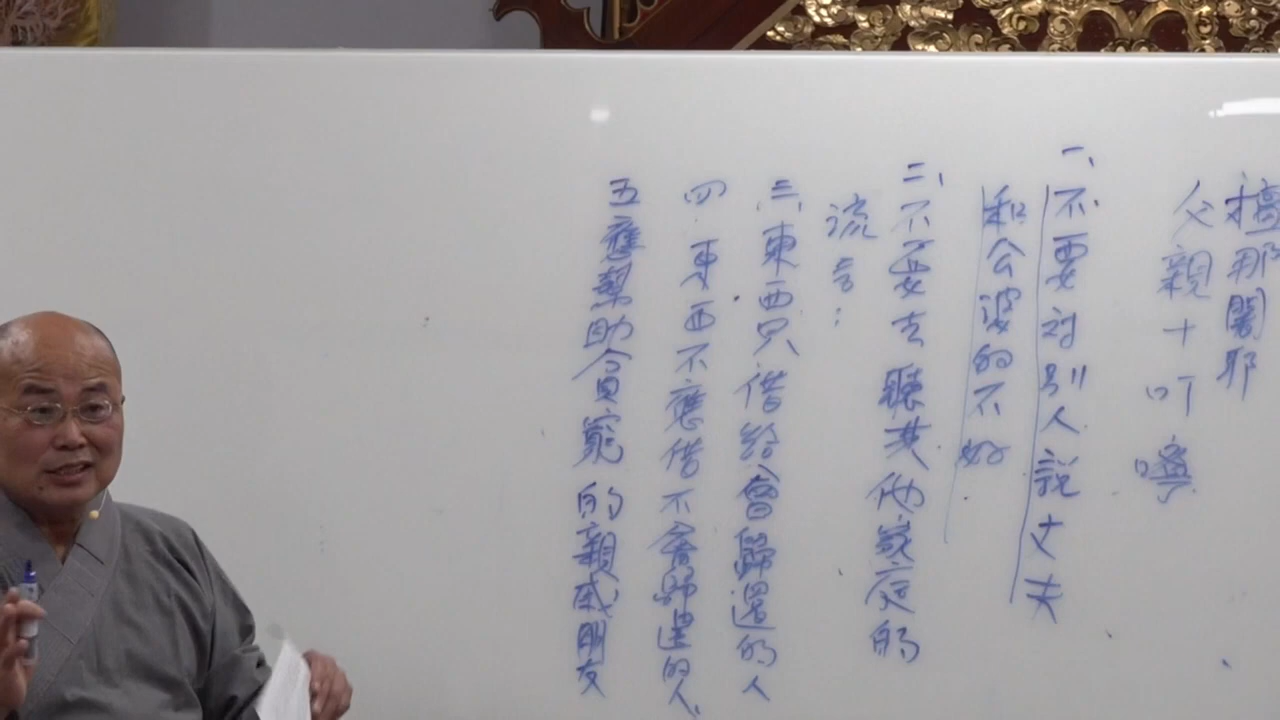 檀那闍耶
父親十叮嚀
一、不要对別人説丈夫
和公婆的不好
二、不要去聽其他家庭的
流言：
三、東西只借給會歸還的人
四 東西不應借不會歸還的人、
五應幫助貧窮的親戚朋友